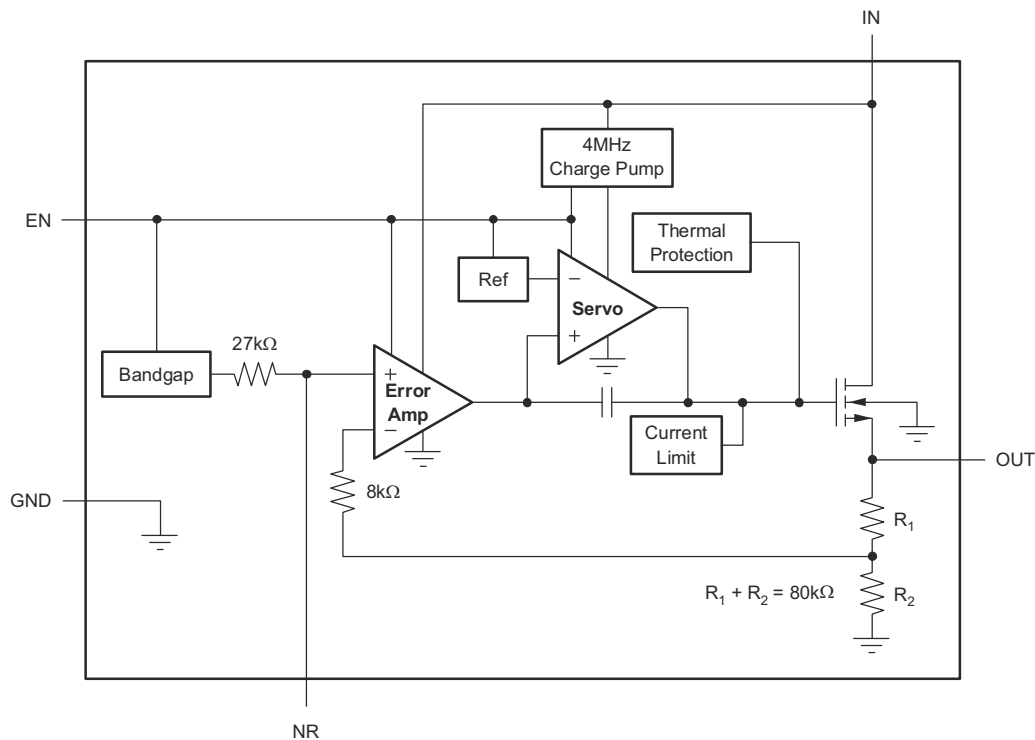 IN
4MHz
Charge Pump
EN
Thermal
Protection
Ref
−
Servo
+
27kΩ
Bandgap
+
Error
Amp
−
Current
Limit
OUT
8kΩ
GND
R1
R1 + R2 = 80kΩ
R2
NR